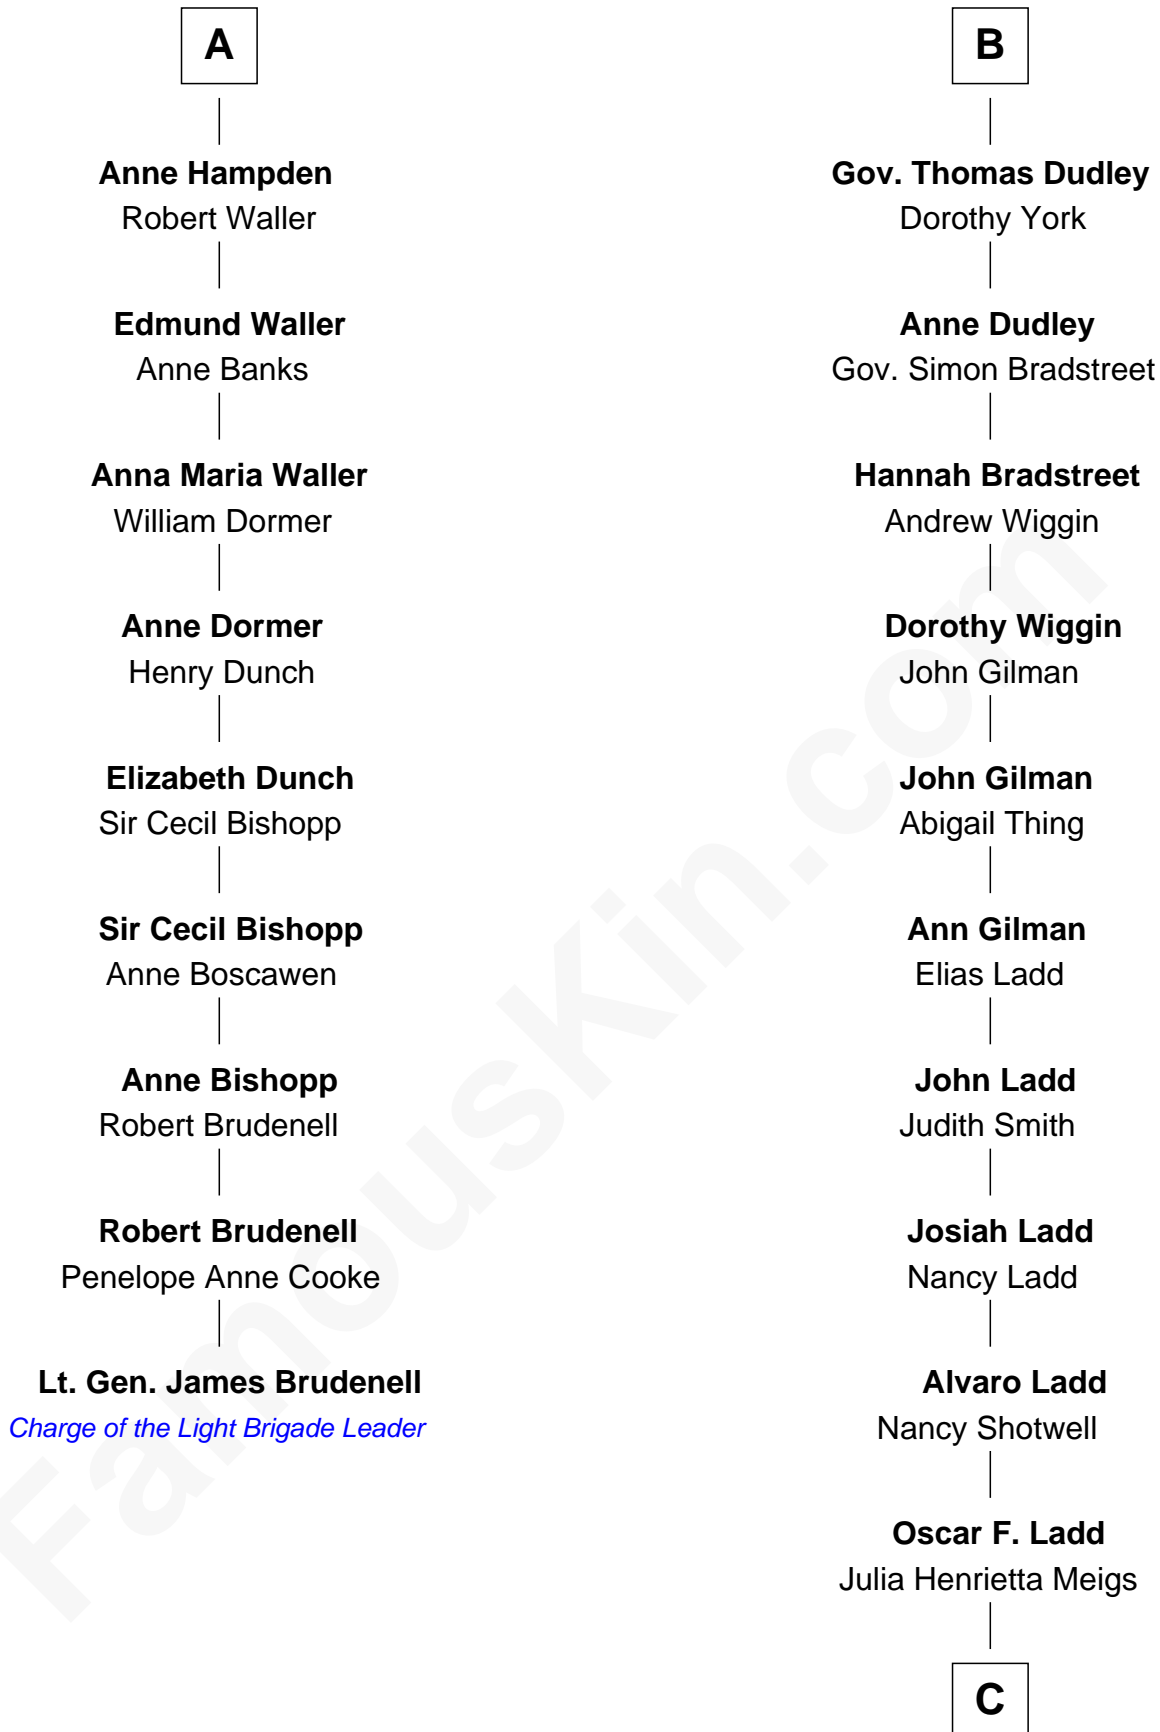 A
Anne Hampden
Robert Waller
Edmund Waller
Anne Banks
Anna Maria Waller
William Dormer
Anne Dormer
Henry Dunch
Elizabeth Dunch
Sir Cecil Bishopp
Sir Cecil Bishopp
Anne Boscawen
Anne Bishopp
Robert Brudenell
Robert Brudenell
Penelope Anne Cooke
Lt. Gen. James Brudenell
Charge of the Light Brigade Leader
B
Gov. Thomas Dudley
Dorothy York
Anne Dudley
Gov. Simon Bradstreet
Hannah Bradstreet
Andrew Wiggin
Dorothy Wiggin
John Gilman
John Gilman
Abigail Thing
Ann Gilman
Elias Ladd
John Ladd
Judith Smith
Josiah Ladd
Nancy Ladd
Alvaro Ladd
Nancy Shotwell
Oscar F. Ladd
Julia Henrietta Meigs
C
FamousKin.com